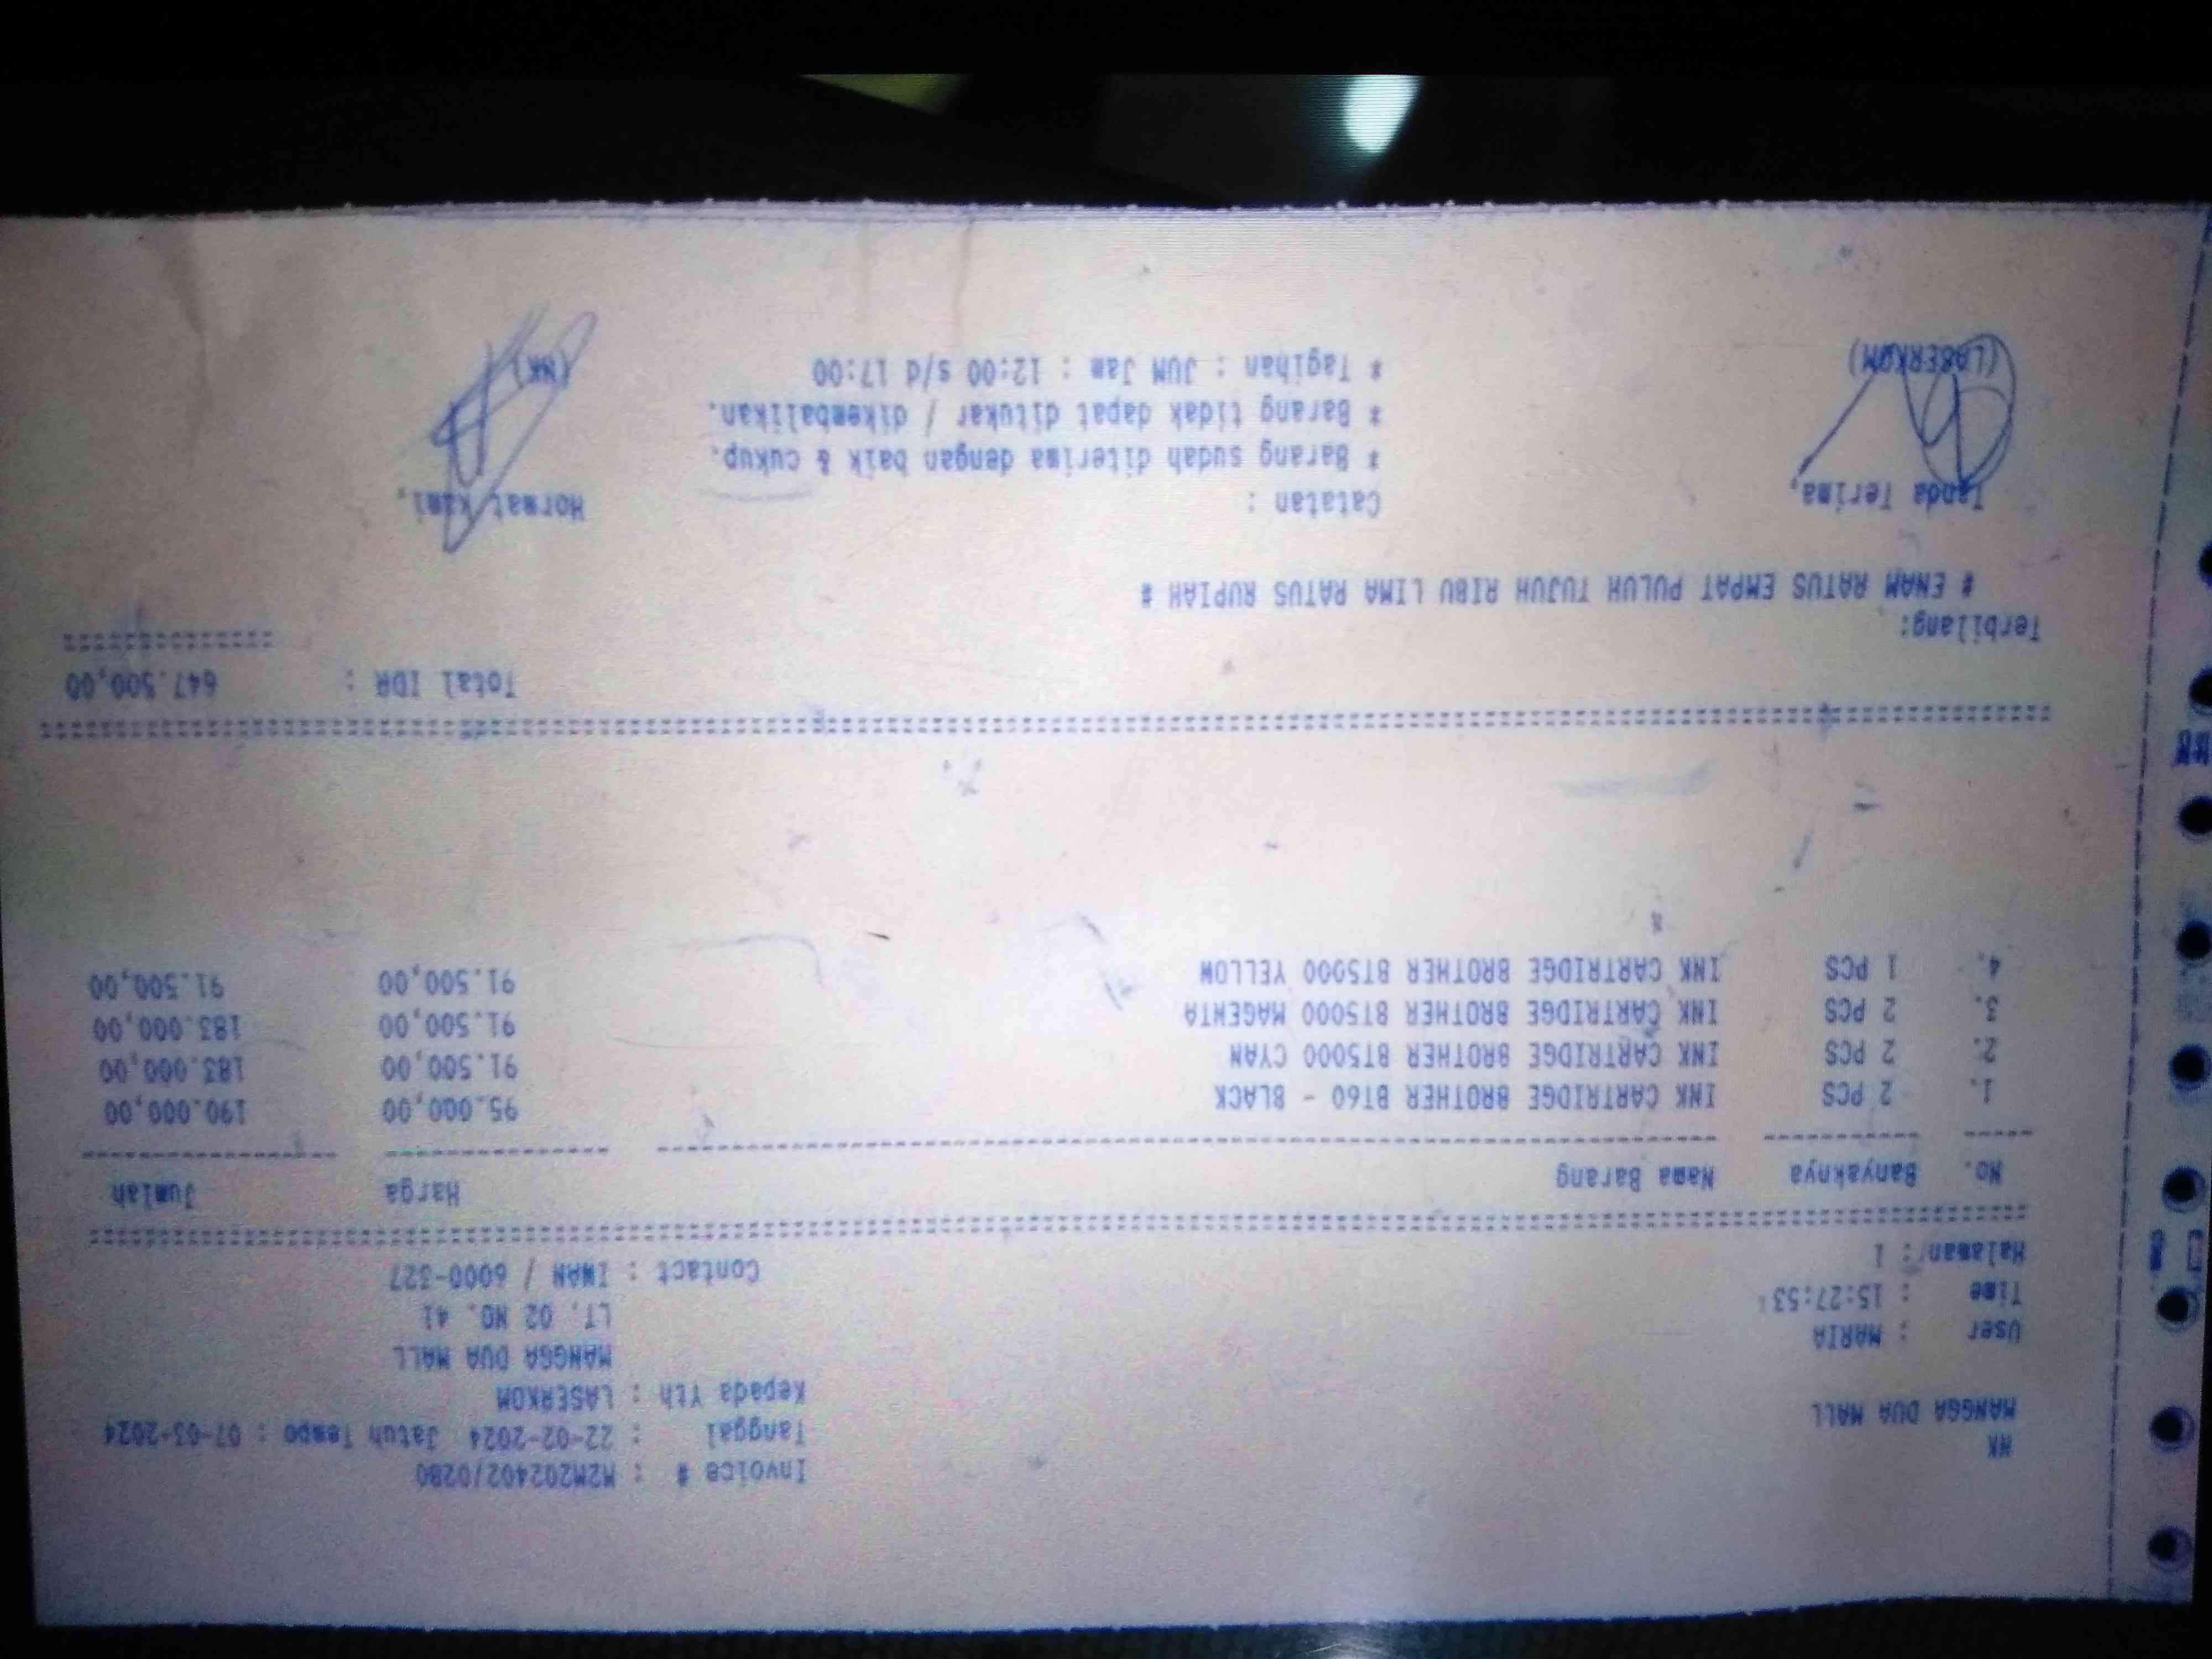 NK
MANGGA DUA MALL
User : MARIA
Time : 15:27:53
Halaman : 1
Invoice # : M2M202402/0280
Tanggal : 22-02-2024 Jatuh Tempo : 07-03-2024
Kepada Yth : LASERKOM
MANGGA DUA MALL
LT. 02 NO. 41
Contact : IWAN / 6000-327
No. Banyaknya Nama Barang Harga Jumlah
1. 2 PCS INK CARTRIDGE BROTHER BT60 - BLACK 95.000,00 190.000,00
2. 2 PCS INK CARTRIDGE BROTHER BT5000 CYAN 91.500,00 183.000,00
3. 2 PCS INK CARTRIDGE BROTHER BT5000 MAGENTA 91.500,00 183.000,00
4. 1 PCS INK CARTRIDGE BROTHER BT5000 YELLOW 91.500,00 91.500,00
Total IDR : 647.500,00
Terbilang:
# ENAM RATUS EMPAT PULUH TUJUH RIBU LIMA RATUS RUPIAH #
Tanda Terima,
(LASERKOM)
Catatan :
* Barang sudah diterima dengan baik & cukup.
* Barang tidak dapat ditukar / dikembalikan.
* Tagihan : JUM Jam : 12:00 s/d 17:00
Hormat Kami,
(NK)